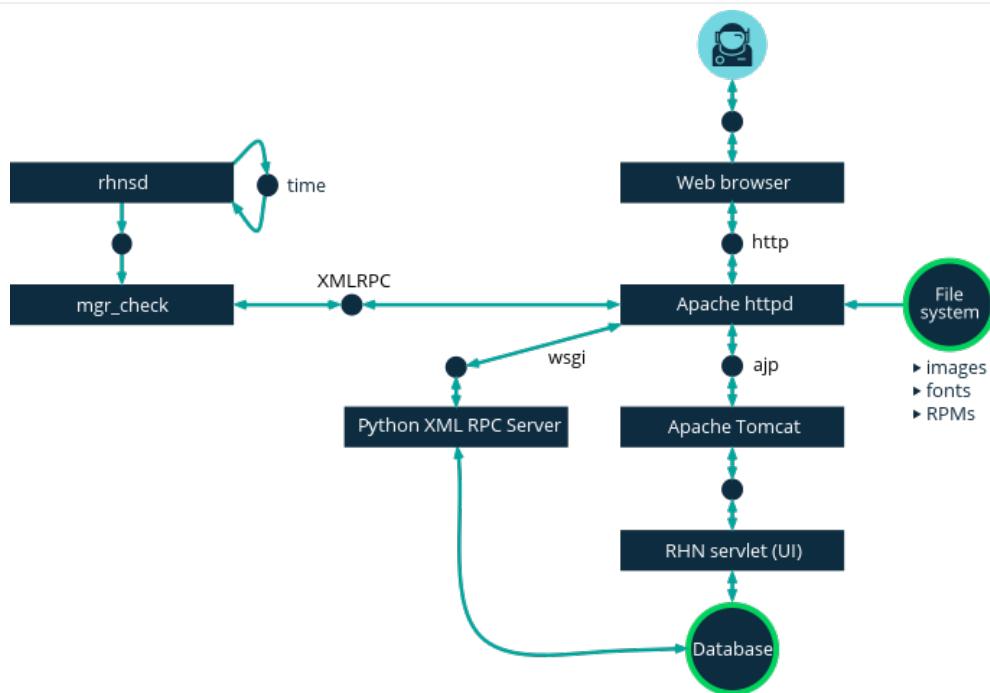 rhnsd
time
Web browser
http
XMLRPC
mgr_check
Apache httpd
File
system
wsgi
ajp
▸ images
▸ fonts
▸ RPMs
Python XML RPC Server
Apache Tomcat
RHN servlet (UI)
Database